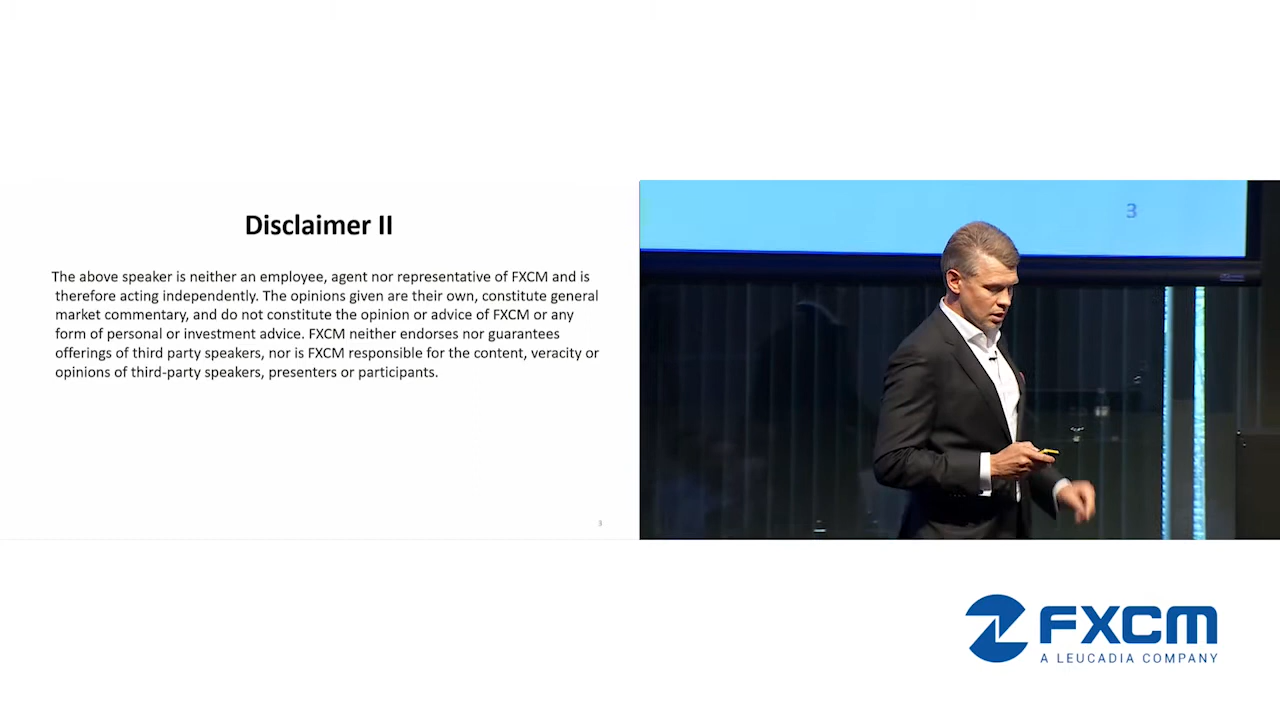 Disclaimer II
The above speaker is neither an employee, agent nor representative of FXCM and is
therefore acting independently. The opinions given are their own, constitute general
market commentary, and do not constitute the opinion or advice of FXCM or any
form of personal or investment advice. FXCM neither endorses nor guarantees
offerings of third party speakers, nor is FXCM responsible for the content, veracity or
opinions of third-party speakers, presenters or participants.
3
3
FXCM
A LEUCADIA COMPANY